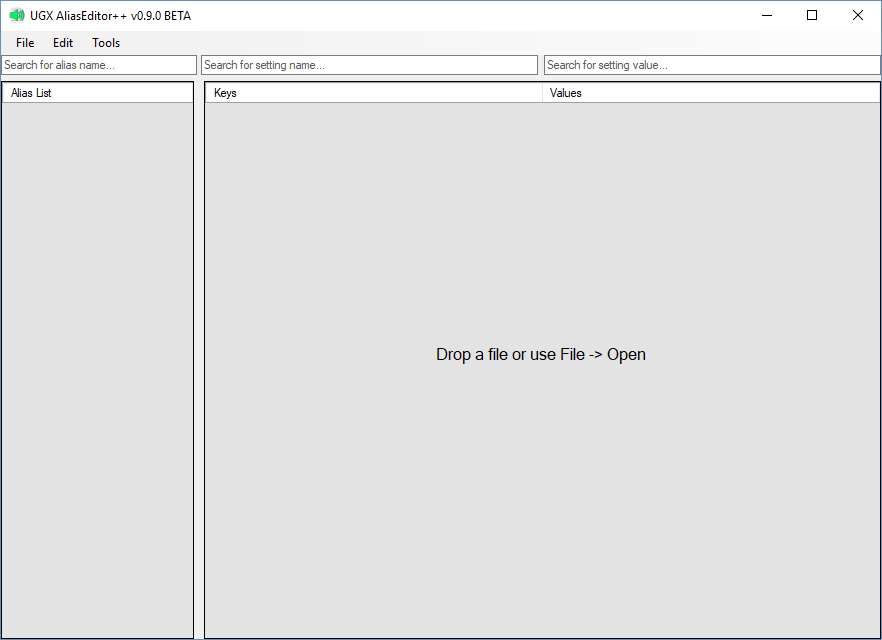 UGX AliasEditor++ v0.9.0 BETA
File Edit Tools
Search for alias name... Search for setting name... Search for setting value...
Alias List Keys Values
Drop a file or use File -> Open